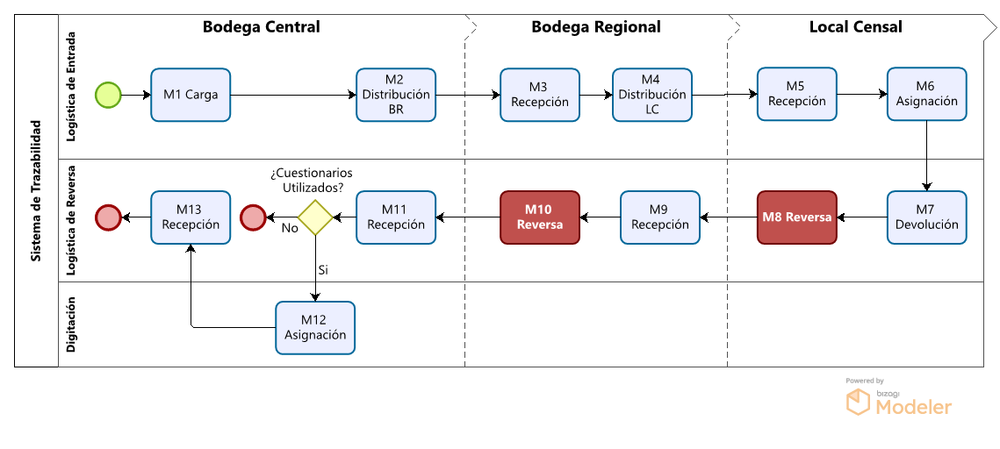 Bodega Central
Bodega Regional
Local Censal
Sistema de Trazabilidad
Logística de Entrada
M1 Carga
M2
Distribución
BR
M3
Recepción
M4
Distribución
LC
M5
Recepción
M6
Asignación
Logística de Reversa
M13
Recepción
¿Cuestionarios
Utilizados?
No
Si
M11
Recepción
M10
Reversa
M9
Recepción
M8 Reversa
M7
Devolución
Digitación
M12
Asignación
Powered by
bizagi
Modeler